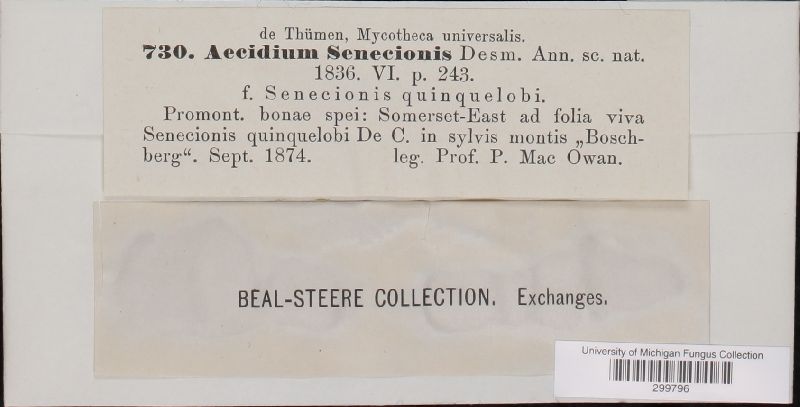 de Thümen, Mycotheca universalis.
730. Aecidium Senecionis Desm. Ann. sc. nat.
1836. VI. p. 243.
f. Senecionis quinquelobi.
Promont. bonae spei: Somerset-East ad folia viva
Senecionis quinquelobi De C. in sylvis montis „Bosch-
berg“. Sept. 1874. leg. Prof. P. Mac Owan.
BEAL-STEERE COLLECTION. Exchanges.
University of Michigan Fungus Collection
299796